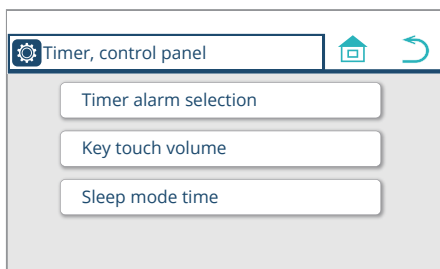 Timer, control panel
Timer alarm selection
Key touch volume
Sleep mode time